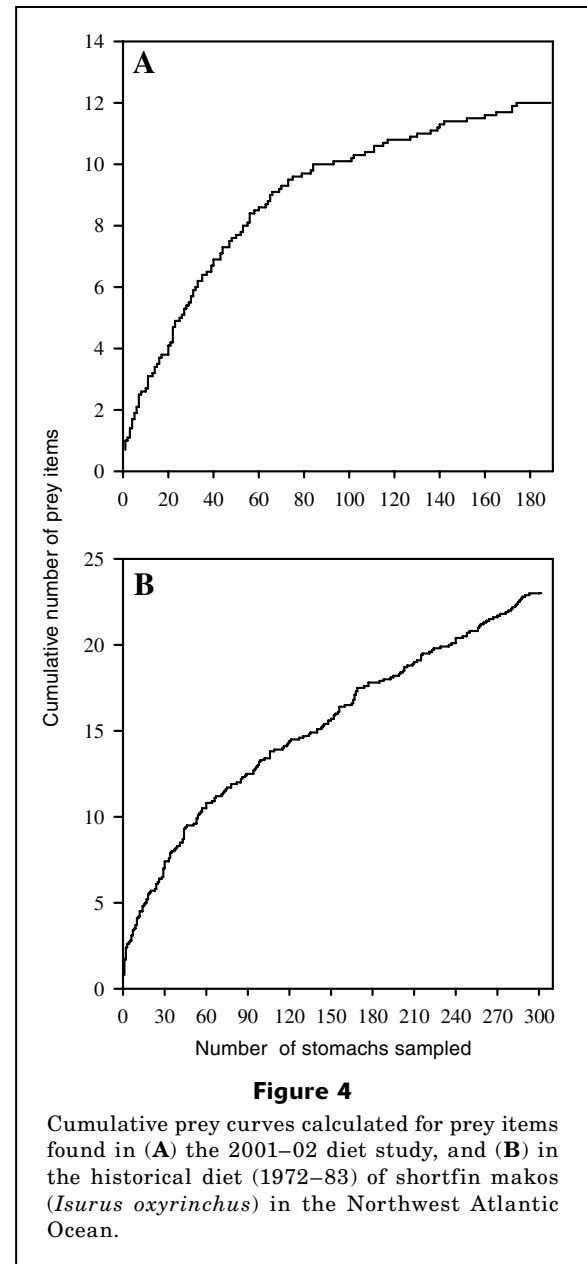 A
14
12
10
8
6
4
2
0
0 20 40 60 80 100 120 140 160 180
Cumulative number of prey items
B
25
20
15
10
5
0
0 30 60 90 120 150 180 210 240 270 300
Number of stomachs sampled
Figure 4
Cumulative prey curves calculated for prey items
found in (A) the 2001–02 diet study, and (B) in
the historical diet (1972–83) of shortfin makos
(Isurus oxyrinchus) in the Northwest Atlantic
Ocean.